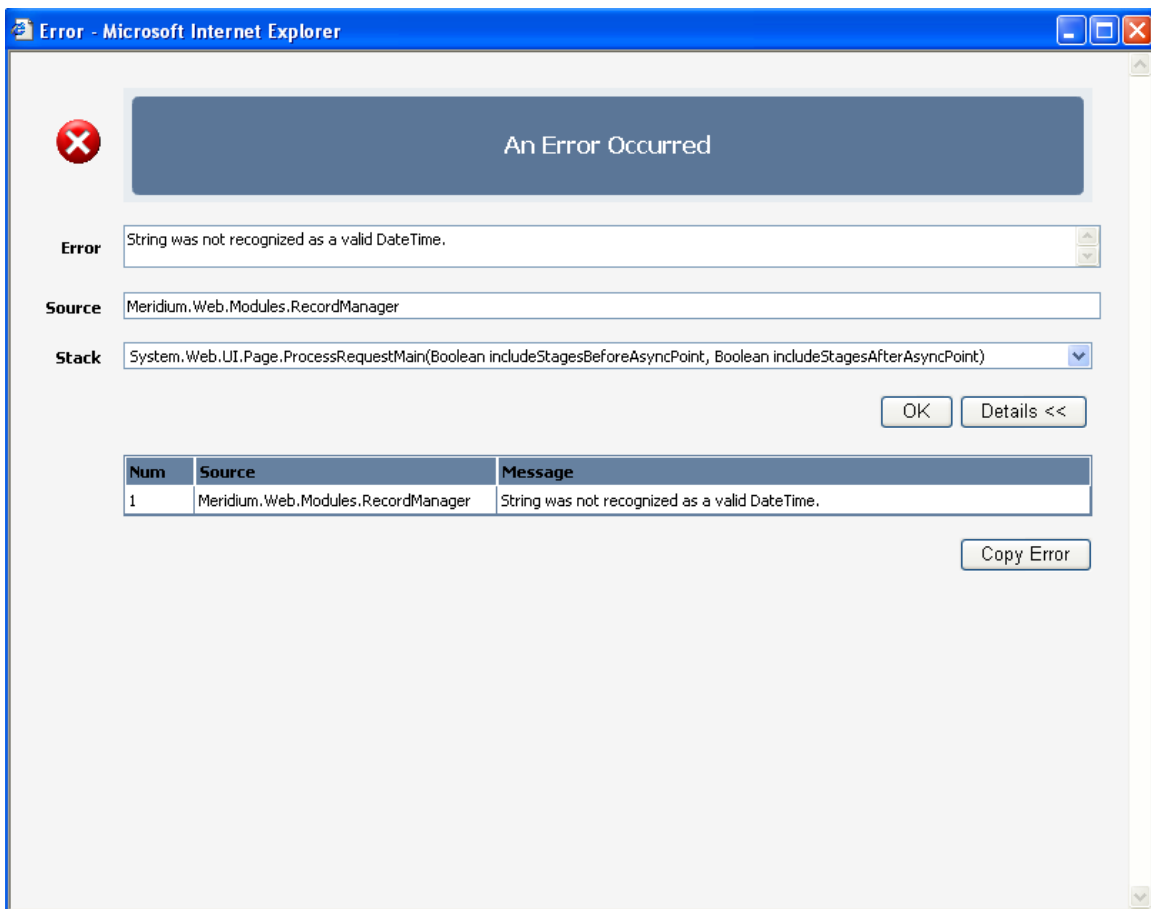 Error - Microsoft Internet Explorer
An Error Occurred
Error
String was not recognized as a valid DateTime.
Source
Meridium.Web.Modules.RecordManager
Stack
System.Web.UI.Page.ProcessRequestMain(Boolean includeStagesBeforeAsyncPoint, Boolean includeStagesAfterAsyncPoint)
OK
Details <<
Num Source Message
1 Meridium.Web.Modules.RecordManager String was not recognized as a valid DateTime.
Copy Error